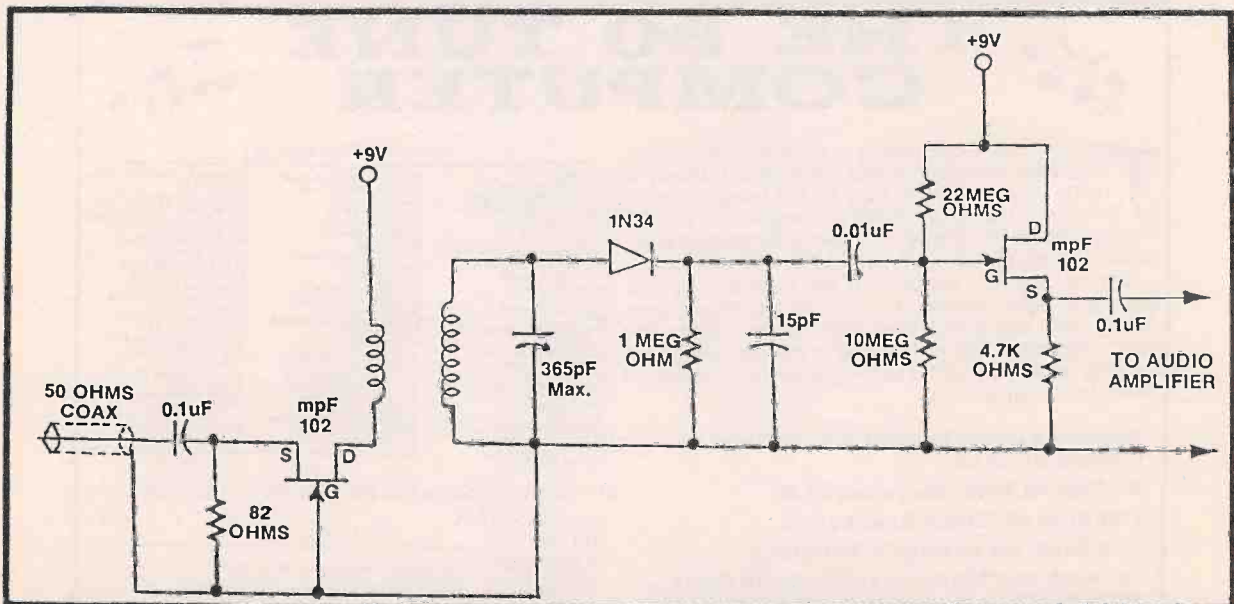 +9V
+9V
22MEG
OHMS
D
mpF
102
G
S
1N34
0.01uF
0.1uF
365pF
Max.
1 MEG
OHM
15pF
10MEG
OHMS
4.7K
OHMS
TO AUDIO
AMPLIFIER
50 OHMS
COAX
0.1uF
mpF
102
S
D
G
82
OHMS